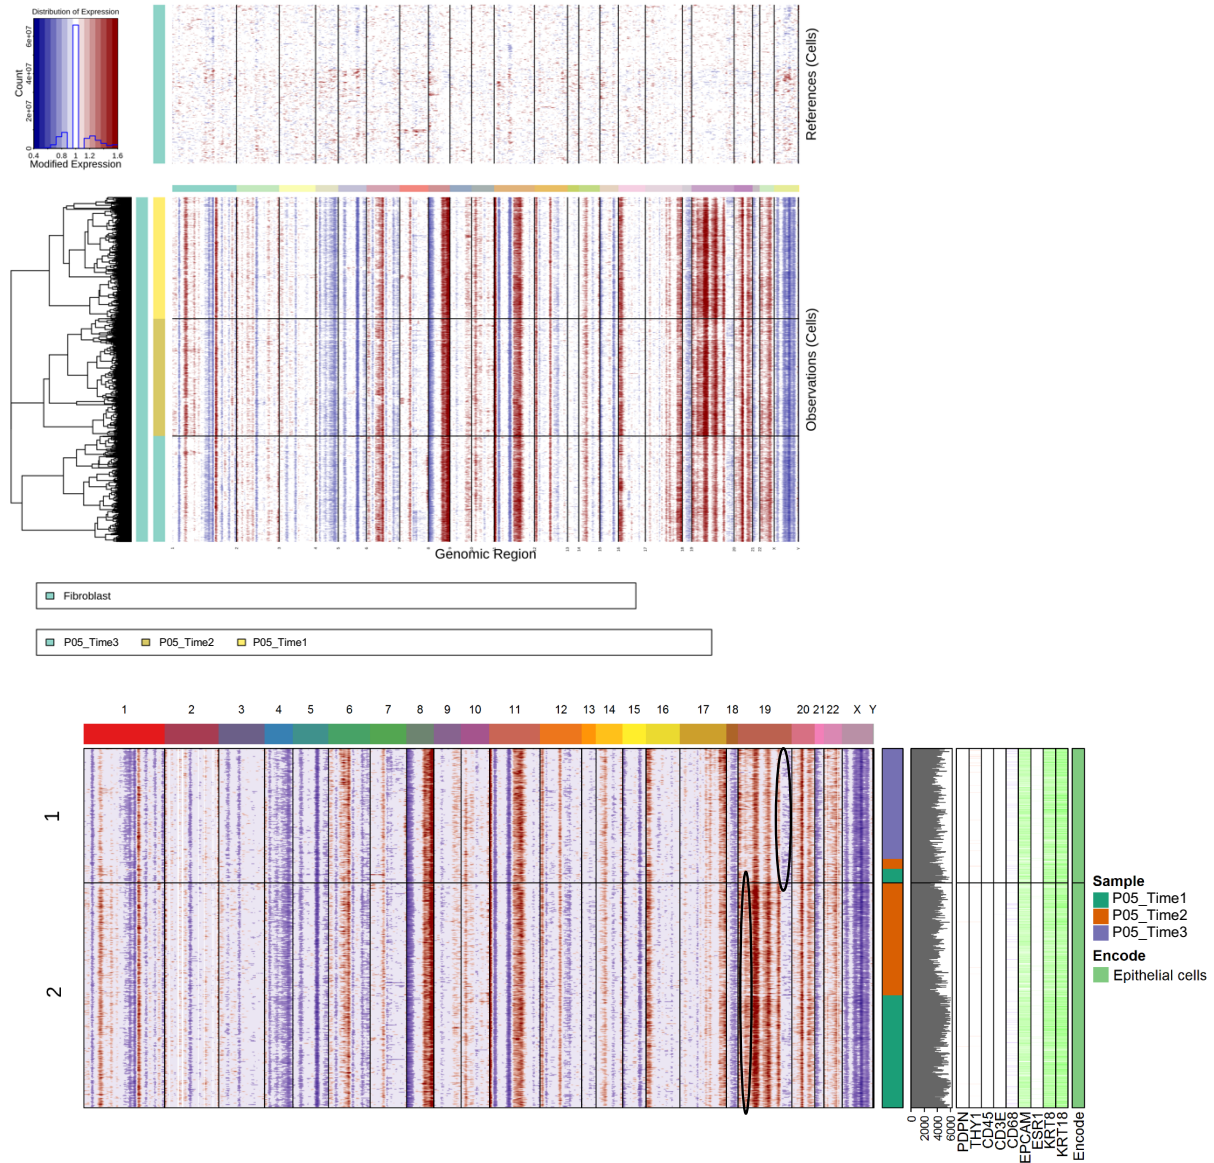 Distribution of Expression
Count
0 2e+07 4e+07 6e+07
0.4 0.8 1 1.2 1.6
Modified Expression
References (Cells)
Observations (Cells)
Genomic Region
Fibroblast
P05_Time3 P05_Time2 P05_Time1
1 2 3 4 5 6 7 8 9 10 11 12 13 14 15 16 17 18 19 20 21 22 X Y
1
2
Sample
P05_Time1
P05_Time2
P05_Time3
Encode
Epithelial cells
0 2000 4000 6000
PDPN
THY1
CD45
CD3E
CD68
EPCAM
ESR1
KRT8
KRT18
Encode